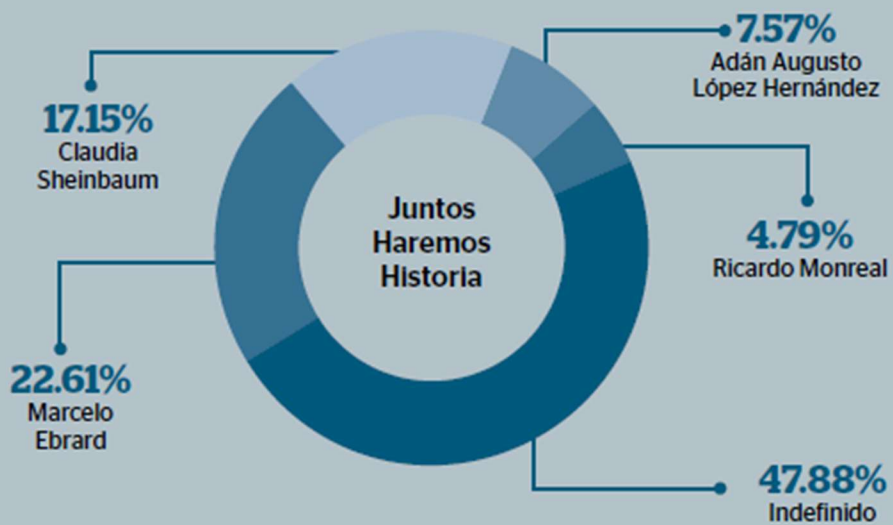 7.57%
Adán Augusto
López Hernández
17.15%
Claudia
Sheinbaum
Juntos
Haremos
Historia
4.79%
Ricardo Monreal
22.61%
Marcelo
Ebrard
47.88%
Indefinido